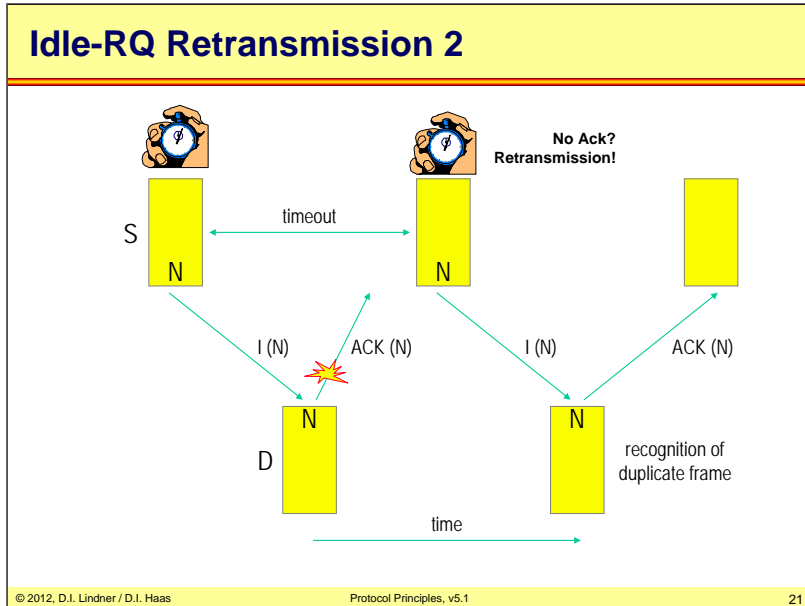 Idle-RQ Retransmission 2
No Ack?
Retransmission!
timeout
S
N
N
I (N)
ACK (N)
I (N)
ACK (N)
N
N
D
recognition of
duplicate frame
time
© 2012, D.I. Lindner / D.I. Haas
Protocol Principles, v5.1
21